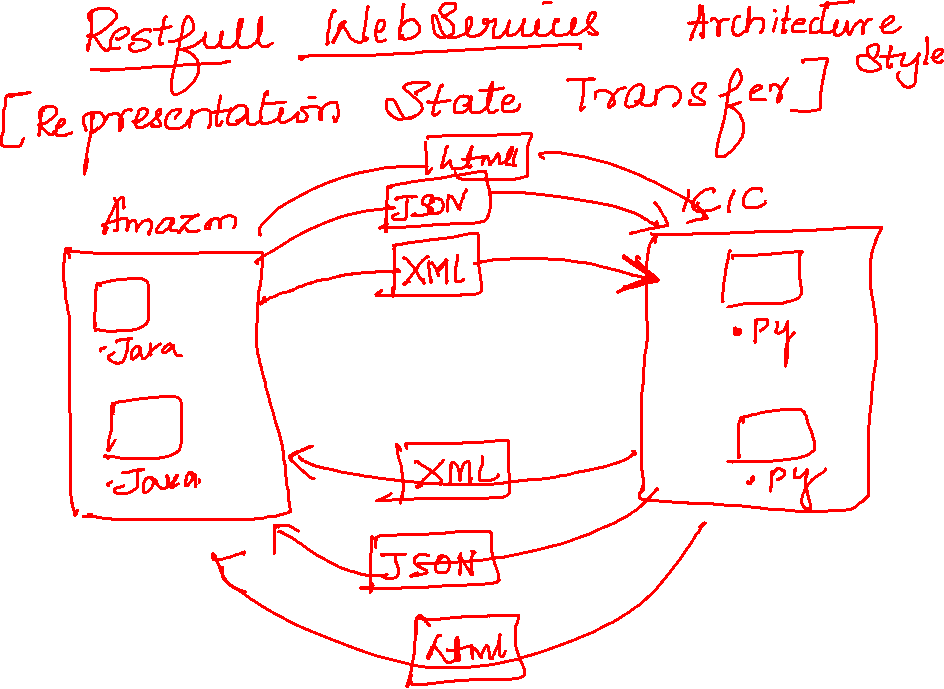 Restfull WebServices Architecture
Style
[Representation State Transfer]
html
JSON
XML
Amazon
ICIC
.Java
.Py
.Java
.py
XML
JSON
html